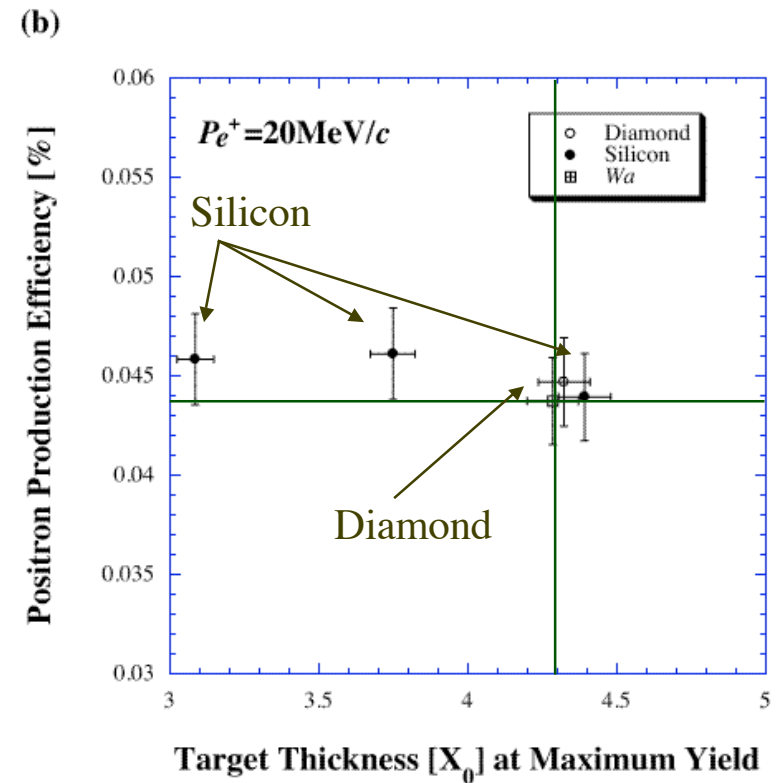 (b)
Positron Production Efficiency [%]
0.06
0.055
0.05
0.045
0.04
0.035
0.03
Pe+=20MeV/c
Diamond
Silicon
Wa
Silicon
Diamond
3
3.5
4
4.5
5
Target Thickness [X0] at Maximum Yield